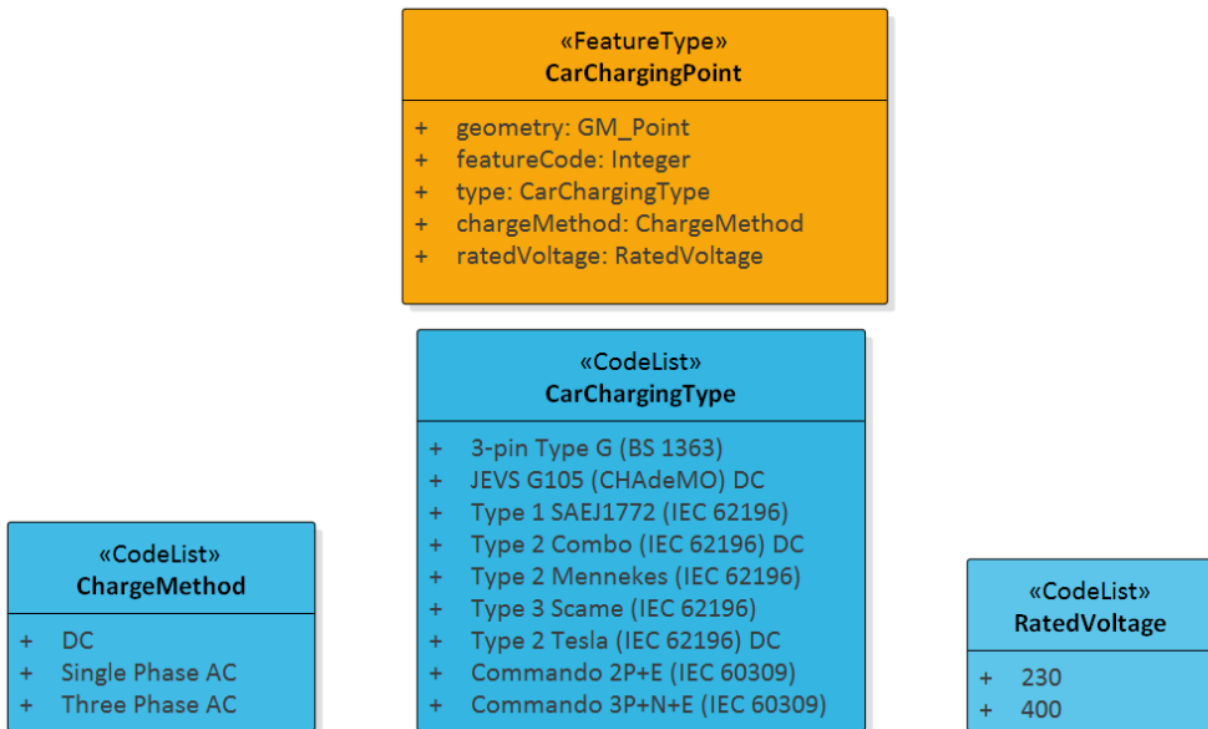 «FeatureType»
CarChargingPoint
+ geometry: GM_Point
+ featureCode: Integer
+ type: CarChargingType
+ chargeMethod: ChargeMethod
+ ratedVoltage: RatedVoltage
«CodeList»
CarChargingType
+ 3-pin Type G (BS 1363)
+ JEVS G105 (CHAdeMO) DC
+ Type 1 SAEJ1772 (IEC 62196)
+ Type 2 Combo (IEC 62196) DC
+ Type 2 Mennekes (IEC 62196)
+ Type 3 Scame (IEC 62196)
+ Type 2 Tesla (IEC 62196) DC
+ Commando 2P+E (IEC 60309)
+ Commando 3P+N+E (IEC 60309)
«CodeList»
ChargeMethod
+ DC
+ Single Phase AC
+ Three Phase AC
«CodeList»
RatedVoltage
+ 230
+ 400